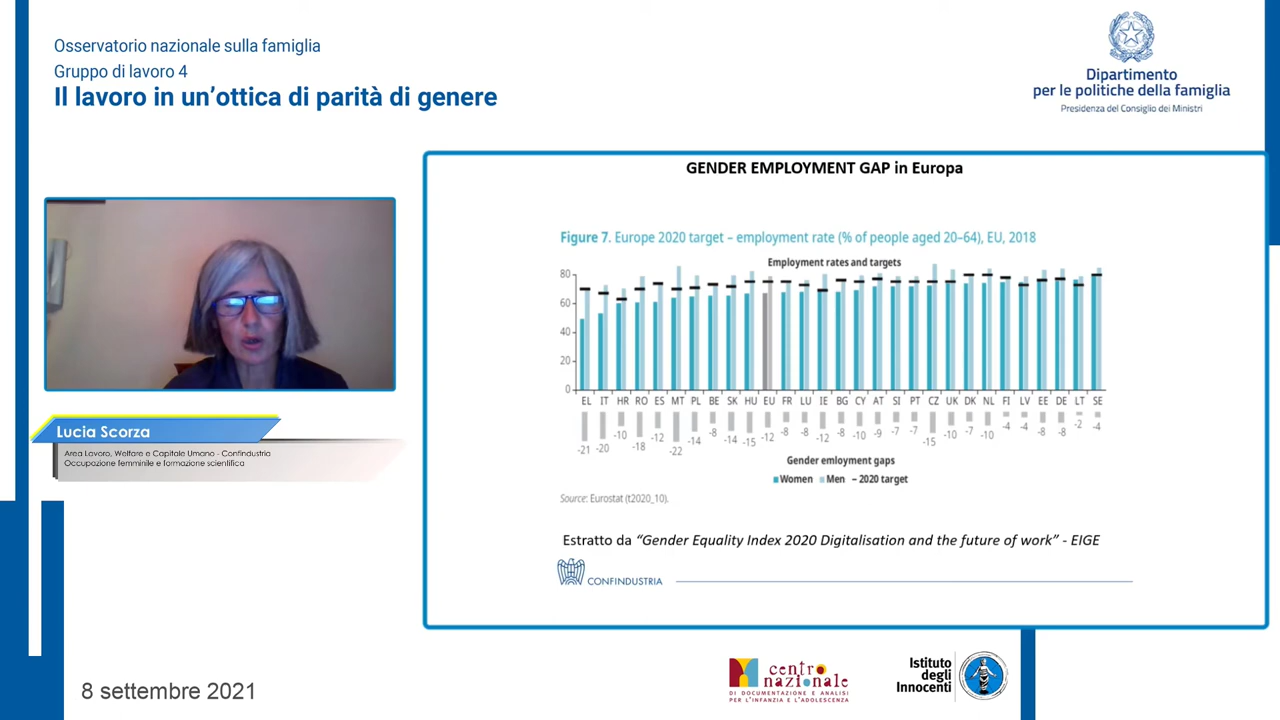 Osservatorio nazionale sulla famiglia
Gruppo di lavoro 4
Il lavoro in un'ottica di parità di genere
Dipartimento
per le politiche della famiglia
Presidenza del Consiglio dei Ministri
GENDER EMPLOYMENT GAP in Europa
Figure 7. Europe 2020 target – employment rate (% of people aged 20–64), EU, 2018
Employment rates and targets
80
60
40
20
0
EL IT HR RO ES MT PL BE SK HU EU FR LU IE BG CY AT SI PT CZ UK DK NL FI LV EE DE LT SE
-21 -20 -10 -18 -12 -22 -14 -8 -14 -15 -12 -8 -8 -12 -8 -10 -9 -7 -7 -15 -10 -7 -10 -4 -4 -8 -8 -2 -4
Gender emloyment gaps
Women Men – 2020 target
Source: Eurostat (t2020_10).
Estratto da “Gender Equality Index 2020 Digitalisation and the future of work” - EIGE
CONFINDUSTRIA
Lucia Scorza
Area Lavoro, Welfare e Capitale Umano - Confindustria
Occupazione femminile e formazione scientifica
8 settembre 2021
centro
nazionale
DI DOCUMENTAZIONE E ANALISI
PER L'INFANZIA E L'ADOLESCENZA
Istituto
degli
Innocenti